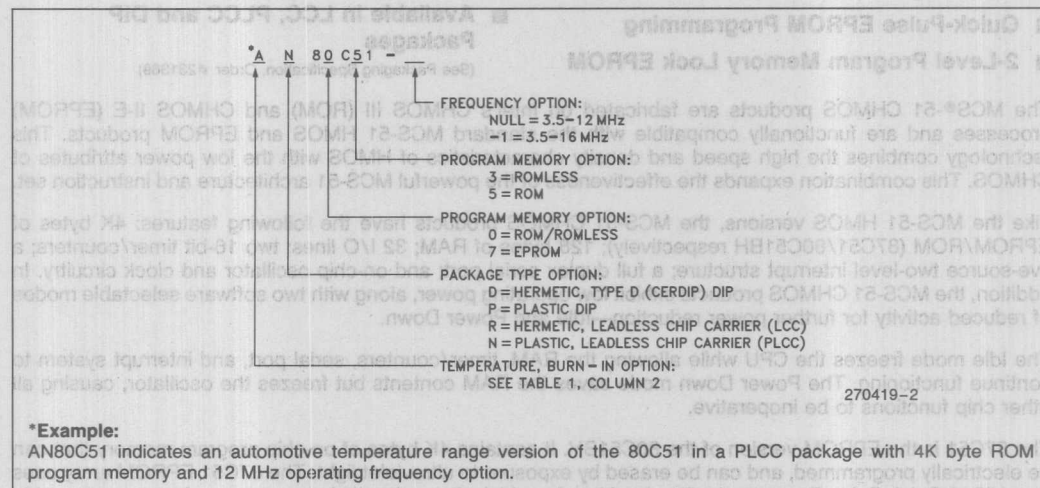 *A N 80 C51 - __
FREQUENCY OPTION:
NULL = 3.5-12 MHz
-1 = 3.5-16 MHz
PROGRAM MEMORY OPTION:
3 = ROMLESS
5 = ROM
PROGRAM MEMORY OPTION:
0 = ROM/ROMLESS
7 = EPROM
PACKAGE TYPE OPTION:
D = HERMETIC, TYPE D (CERDIP) DIP
P = PLASTIC DIP
R = HERMETIC, LEADLESS CHIP CARRIER (LCC)
N = PLASTIC, LEADLESS CHIP CARRIER (PLCC)
TEMPERATURE, BURN-IN OPTION:
SEE TABLE 1, COLUMN 2
270419-2
*Example:
AN80C51 indicates an automotive temperature range version of the 80C51 in a PLCC package with 4K byte ROM
program memory and 12 MHz operating frequency option.